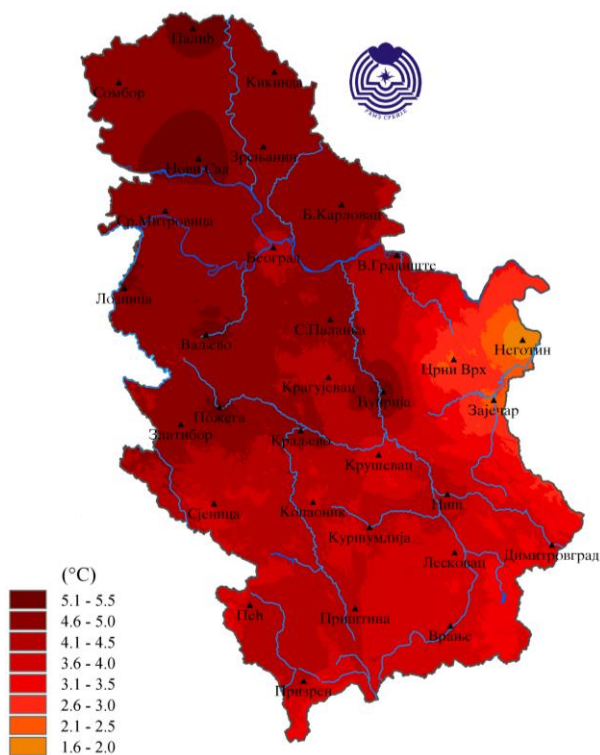 Палић
Сомбор
Кикинда
РХМЗ СРБИЈЕ
Зрењанин
Нови Сад
Б.Карловац
Ср.Митровица
Београд
В.Градиште
Лозница
С.Паланка
Ваљево
Неготин
Црни Врх
Крагујевац
Ћуприја
Зајечар
Пожега
Златибор
Краљево
Крушевац
Ниш
Сјеница
Копаоник
Куршумлија
Димитровград
Лесковац
(°C)
5.1 - 5.5
4.6 - 5.0
4.1 - 4.5
3.6 - 4.0
3.1 - 3.5
2.6 - 3.0
2.1 - 2.5
1.6 - 2.0
Пећ
Приштина
Врање
Призрен